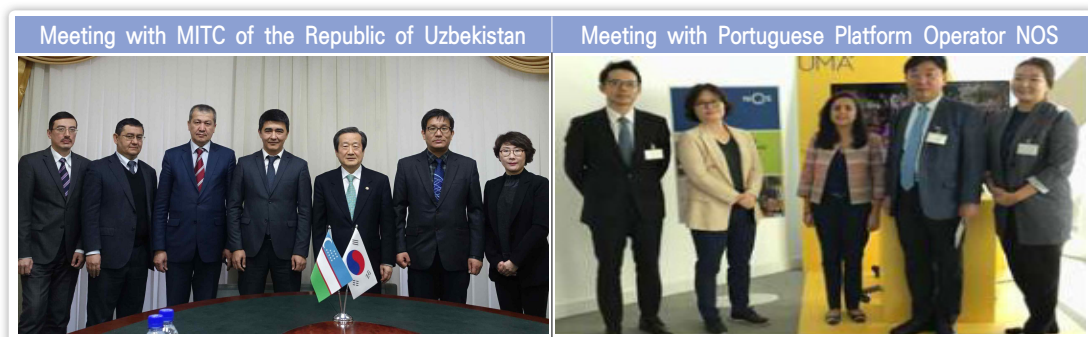 Meeting with MITC of the Republic of Uzbekistan
Meeting with Portuguese Platform Operator NOS
UMA
NOS